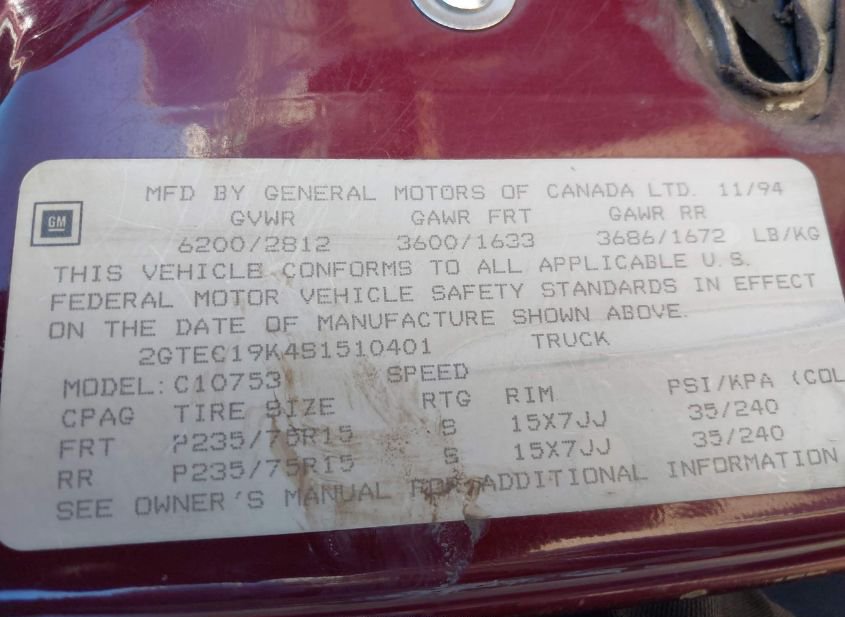 MFD BY GENERAL MOTORS OF CANADA LTD. 11/94
GM
GVWR GAWR FRT GAWR RR
6200/2812 3600/1633 3686/1672 LB/KG
THIS VEHICLE CONFORMS TO ALL APPLICABLE U.S.
FEDERAL MOTOR VEHICLE SAFETY STANDARDS IN EFFECT
ON THE DATE OF MANUFACTURE SHOWN ABOVE.
2GTEC19K4S1510401 TRUCK
MODEL: C10753 SPEED
CPAG TIRE SIZE RTG RIM PSI/KPA (COL
FRT P235/75R15 S 15X7JJ 35/240
RR P235/75R15 S 15X7JJ 35/240
SEE OWNER'S MANUAL FOR ADDITIONAL INFORMATION